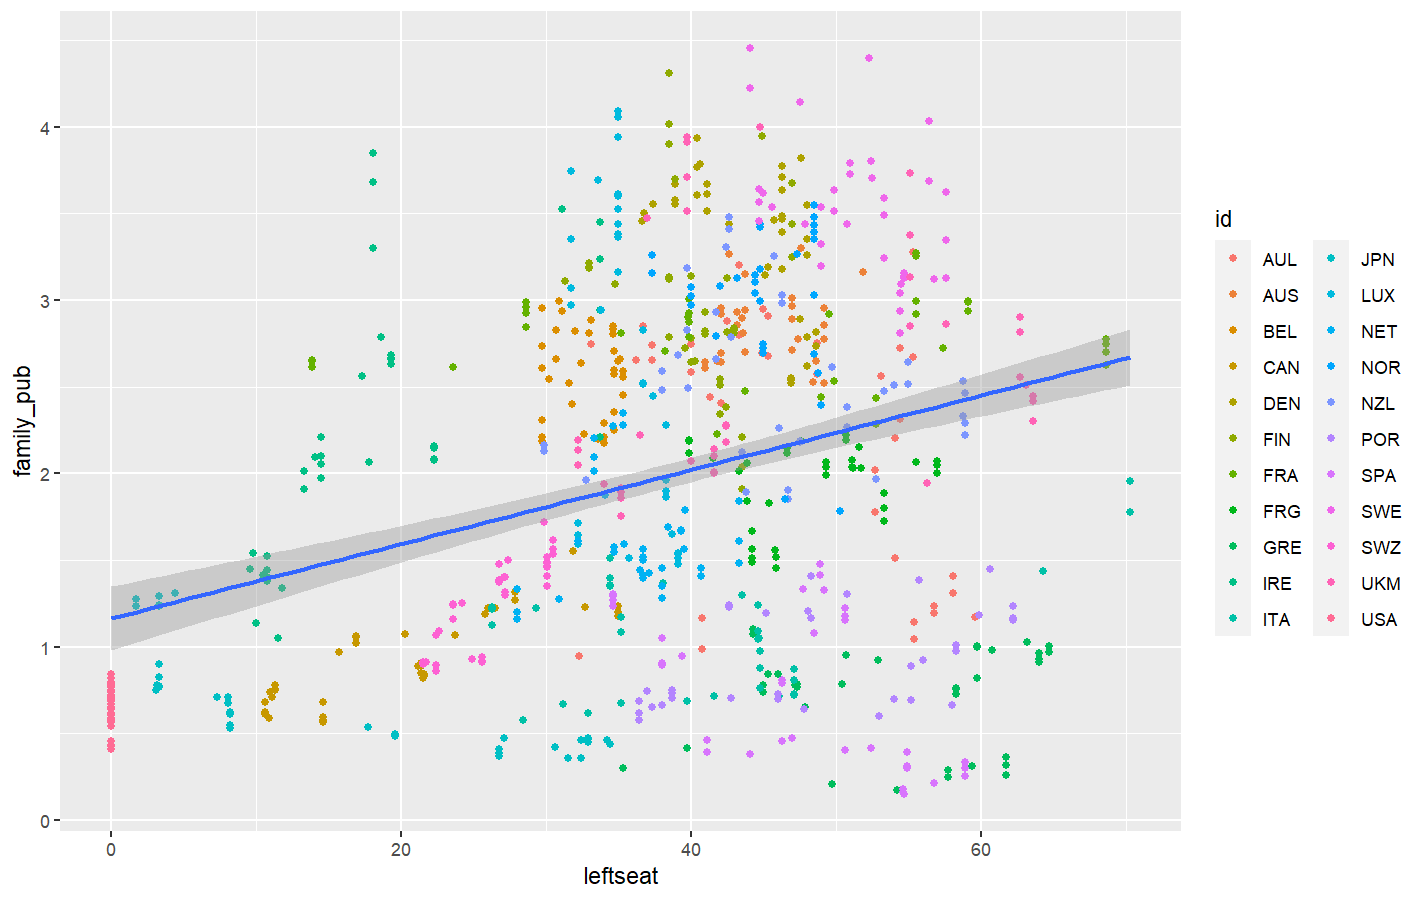 family_pub
4
3
2
1
0
0 20 40 60
leftseat
id
AUL JPN
AUS LUX
BEL NET
CAN NOR
DEN NZL
FIN POR
FRA SPA
FRG SWE
GRE SWZ
IRE UKM
ITA USA